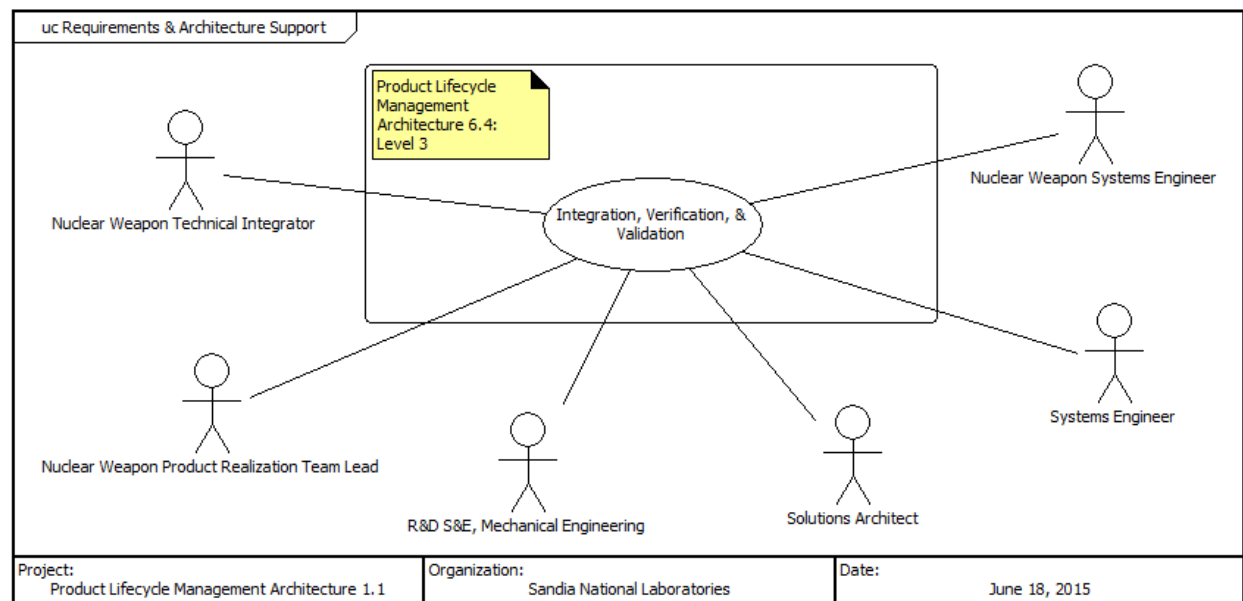 uc Requirements & Architecture Support
Product Lifecycle
Management
Architecture 6.4:
Level 3
Nuclear Weapon Technical Integrator
Integration, Verification, &
Validation
Nuclear Weapon Systems Engineer
Nuclear Weapon Product Realization Team Lead
R&D S&E, Mechanical Engineering
Solutions Architect
Systems Engineer
Project:
Product Lifecycle Management Architecture 1.1
Organization:
Sandia National Laboratories
Date:
June 18, 2015